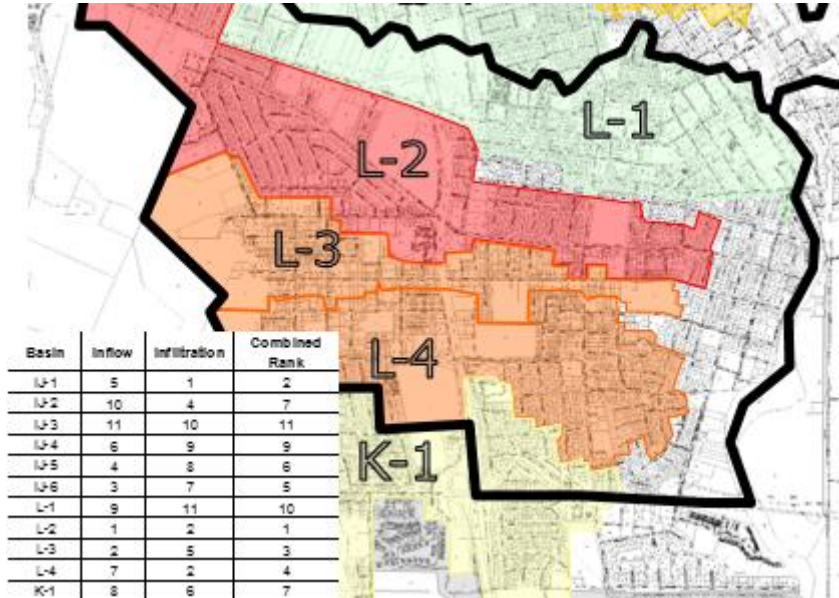 L-1
L-2
L-3
L-4
K-1
Basin Inflow Infiltration Combined Rank
IJ-1 5 1 2
IJ-2 10 4 7
IJ-3 11 10 11
IJ-4 6 9 9
IJ-5 4 8 6
IJ-6 3 7 5
L-1 9 11 10
L-2 1 2 1
L-3 2 5 3
L-4 7 2 4
K-1 8 6 7